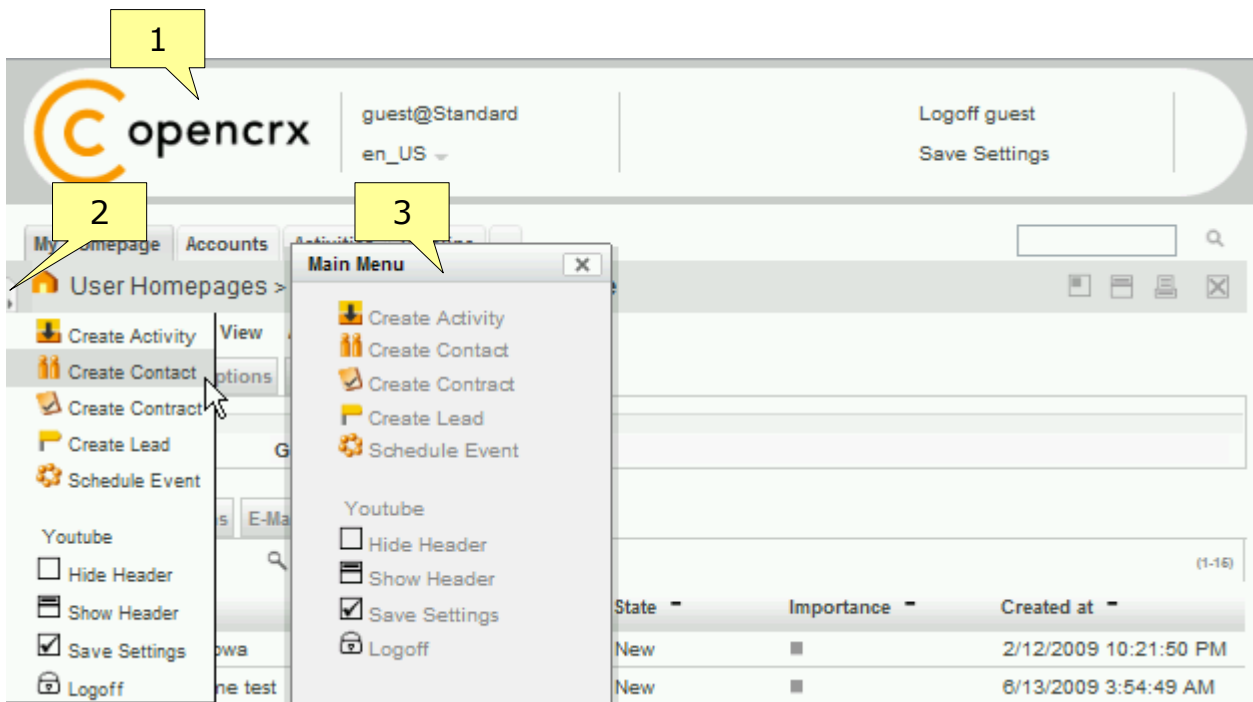 1
opencrx
guest@Standard
en_US
Logoff guest
Save Settings
2
3
My Homepage Accounts
User Homepages >
Main Menu
Create Activity
Create Contact
Create Contract
Create Lead
Schedule Event
Youtube
Hide Header
Show Header
Save Settings
Logoff
View
ptions
G
s E-Ma
owa
ne test
Create Activity
Create Contact
Create Contract
Create Lead
Schedule Event
Youtube
Hide Header
Show Header
Save Settings
Logoff
(1-15)
State Importance Created at
New 2/12/2009 10:21:50 PM
New 6/13/2009 3:54:49 AM